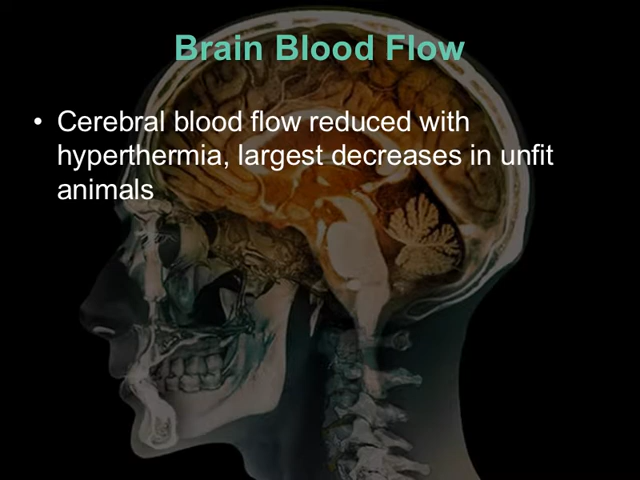 Brain Blood Flow
• Cerebral blood flow reduced with
hyperthermia, largest decreases in unfit
animals